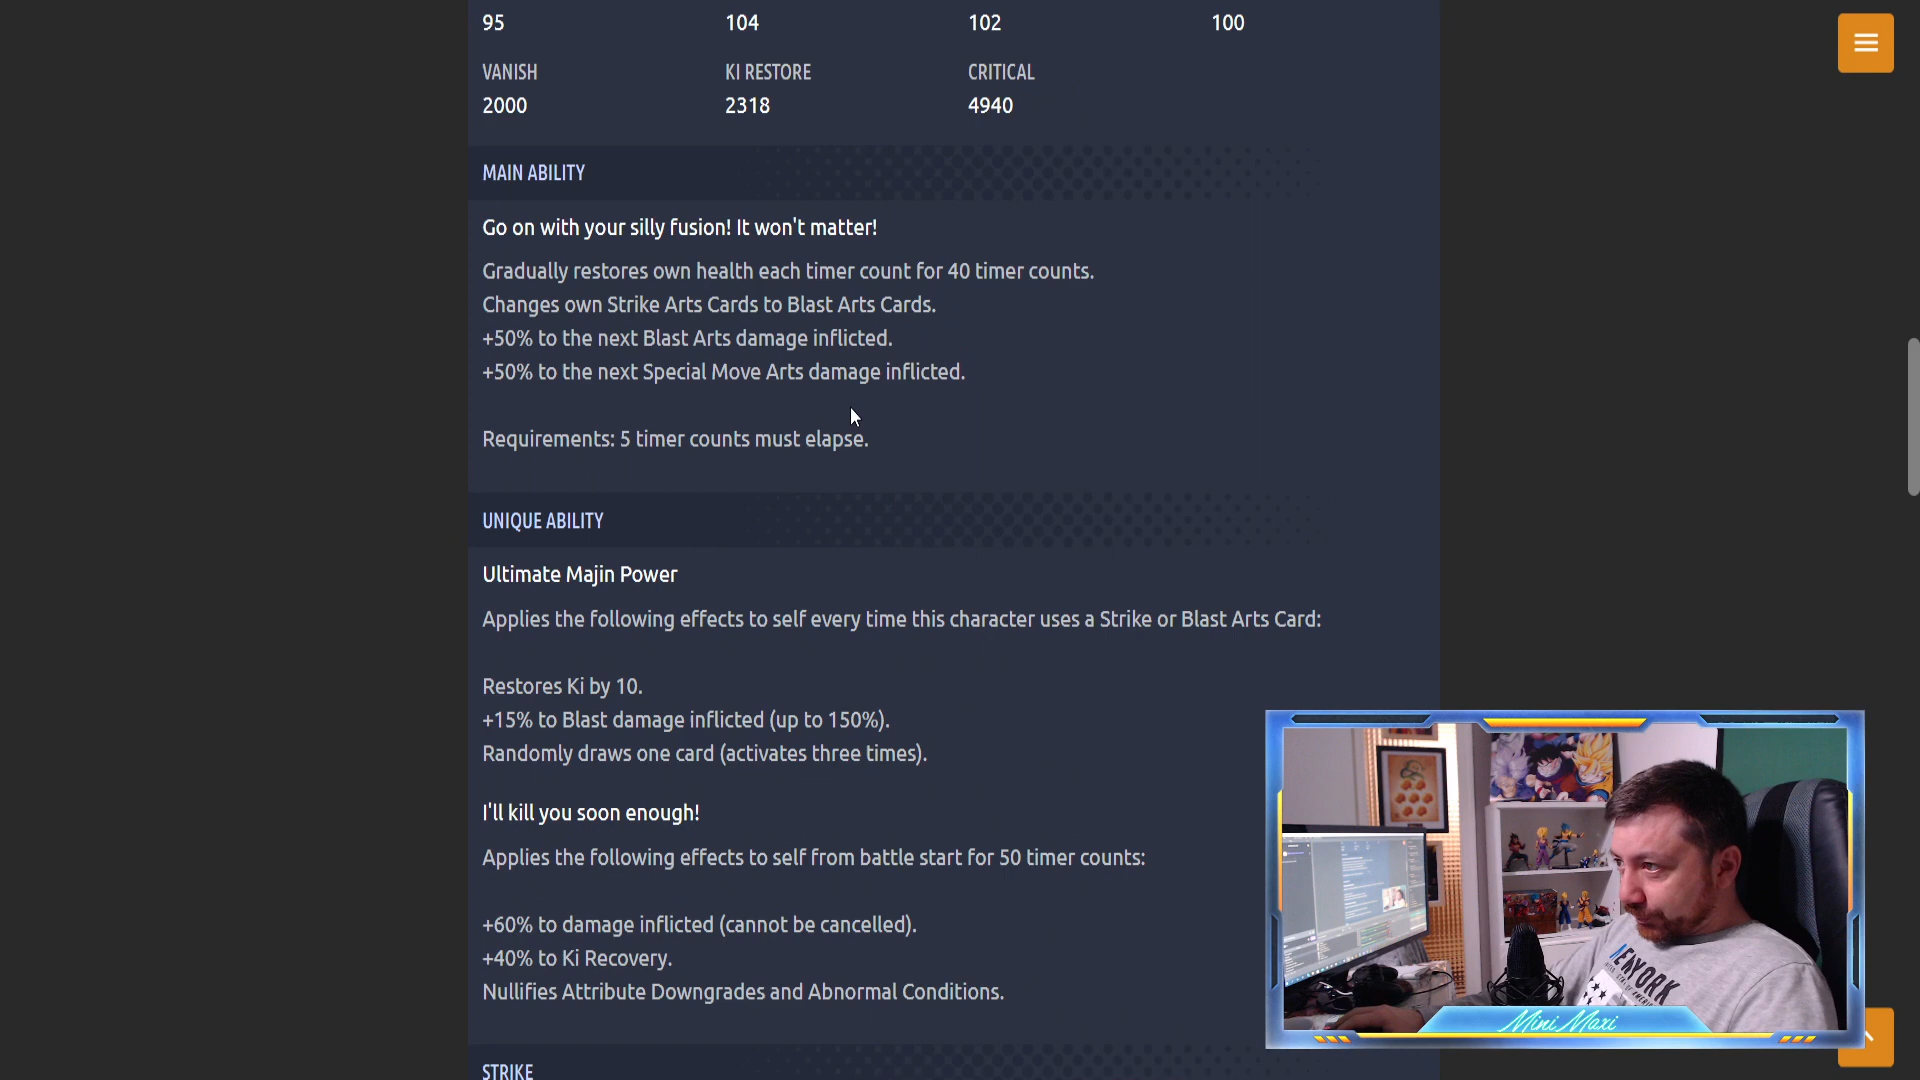 95 104 102 100
VANISH KI RESTORE CRITICAL
2000 2318 4940
MAIN ABILITY
Go on with your silly fusion! It won't matter!
Gradually restores own health each timer count for 40 timer counts.
Changes own Strike Arts Cards to Blast Arts Cards.
+50% to the next Blast Arts damage inflicted.
+50% to the next Special Move Arts damage inflicted.
Requirements: 5 timer counts must elapse.
UNIQUE ABILITY
Ultimate Majin Power
Applies the following effects to self every time this character uses a Strike or Blast Arts Card:
Restores Ki by 10.
+15% to Blast damage inflicted (up to 150%).
Randomly draws one card (activates three times).
I'll kill you soon enough!
Applies the following effects to self from battle start for 50 timer counts:
+60% to damage inflicted (cannot be cancelled).
+40% to Ki Recovery.
Nullifies Attribute Downgrades and Abnormal Conditions.
STRIKE
Mini Maxi